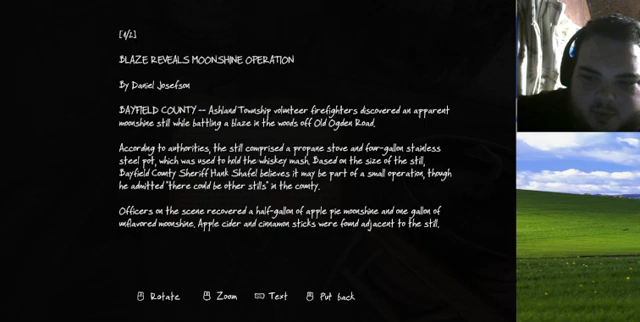 [1/2]
BLAZE REVEALS MOONSHINE OPERATION
By Daniel Josefson
BAYFIELD COUNTY -- Ashland Township volunteer firefighters discovered an apparent
moonshine still while battling a blaze in the woods off Old Ogden Road.
According to authorities, the still comprised a propane stove and four-gallon stainless
steel pot, which was used to hold the whiskey mash. Based on the size of the still,
Bayfield County Sheriff Hank Shafel believes it may be part of a small operation, though
he admitted "there could be other stills" in the county.
Officers on the scene recovered a half-gallon of apple pie moonshine and one gallon of
unflavored moonshine. Apple cider and cinnamon sticks were found adjacent to the still.
Rotate Zoom Text Put back